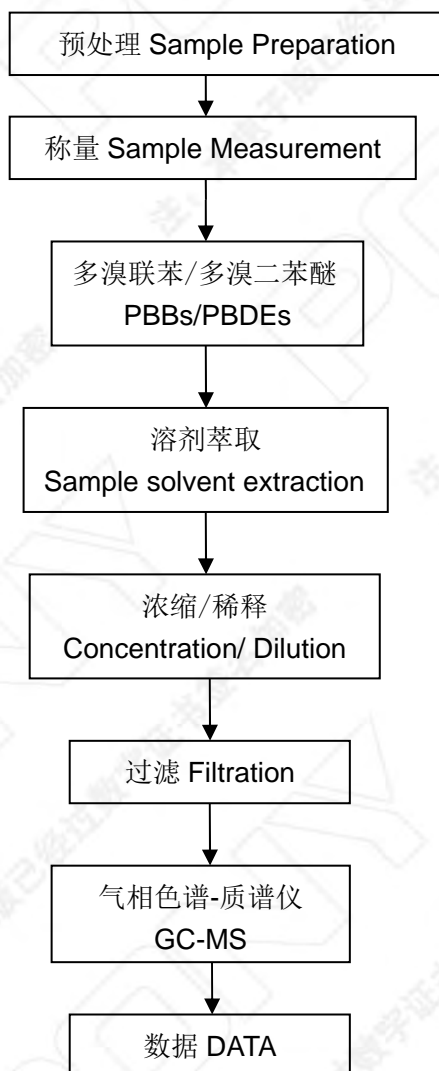 预处理 Sample Preparation
称量 Sample Measurement
多溴联苯/多溴二苯醚
PBBs/PBDEs
溶剂萃取
Sample solvent extraction
浓缩/稀释
Concentration/ Dilution
过滤 Filtration
气相色谱-质谱仪
GC-MS
数据 DATA